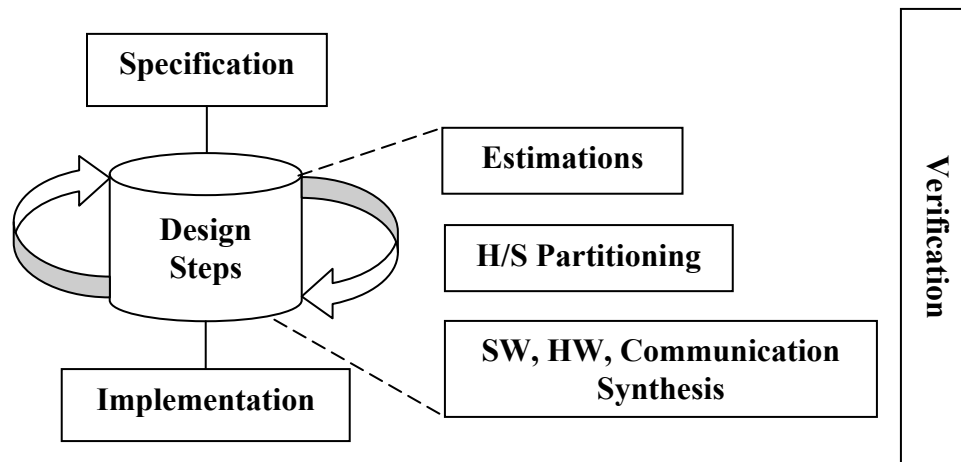 Specification
Design
Steps
Implementation
Estimations
H/S Partitioning
SW, HW, Communication
Synthesis
Verification